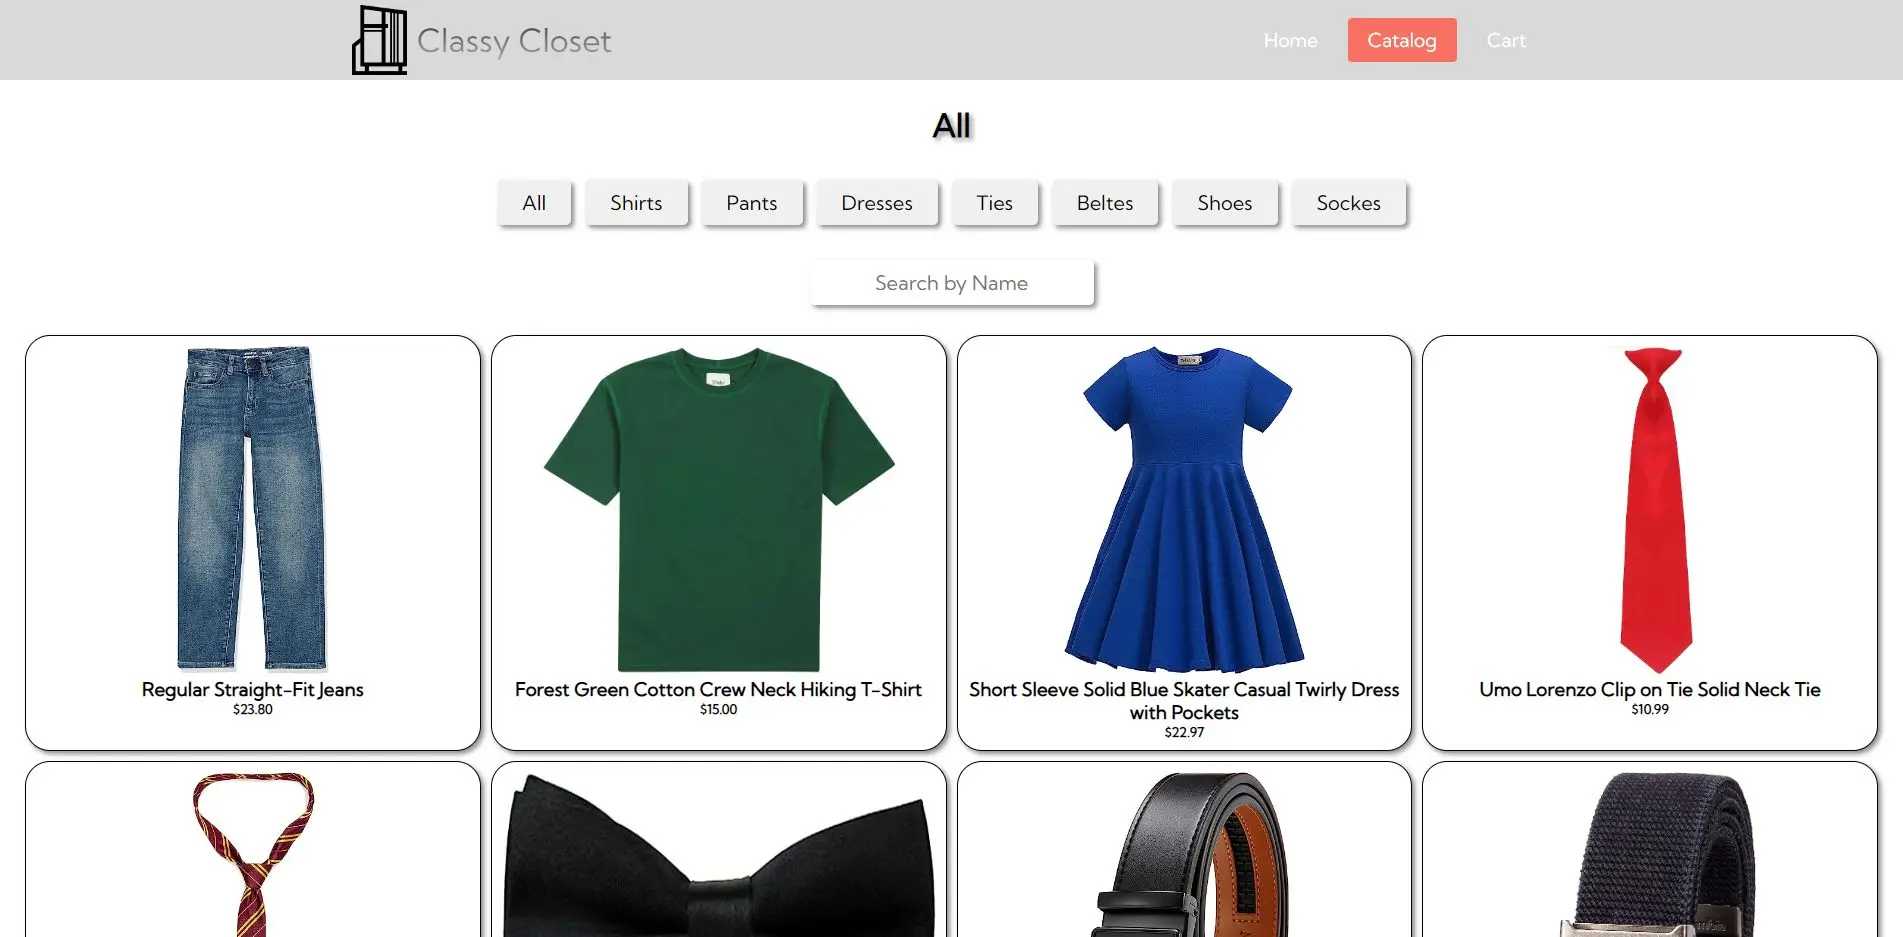 Classy Closet
Home
Catalog
Cart
All
All
Shirts
Pants
Dresses
Ties
Beltes
Shoes
Sockes
Search by Name
Regular Straight-Fit Jeans
$23.80
Forest Green Cotton Crew Neck Hiking T-Shirt
$15.00
Short Sleeve Solid Blue Skater Casual Twirly Dress
with Pockets
$22.97
Umo Lorenzo Clip on Tie Solid Neck Tie
$10.99